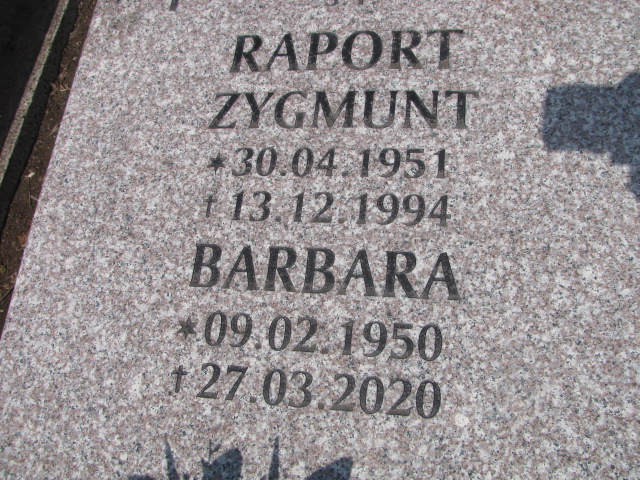 RAPORT
ZYGMUNT
* 30.04.1951
† 13.12.1994
BARBARA
* 09.02.1950
† 27.03.2020